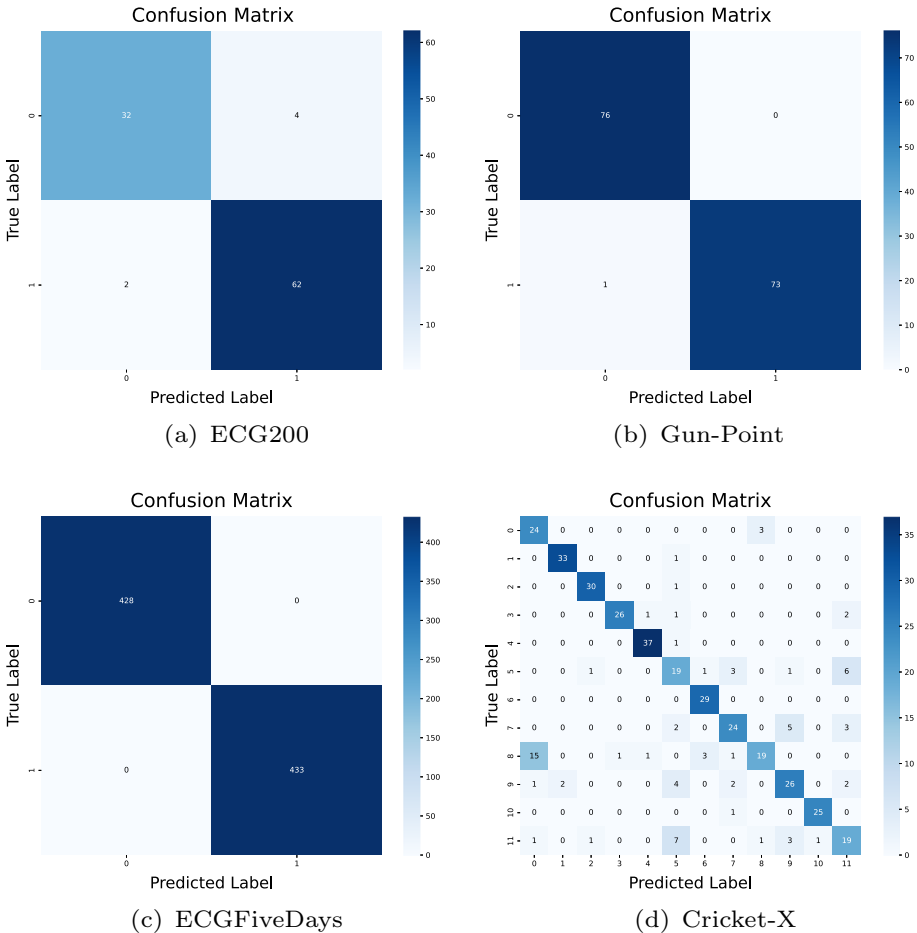 Confusion Matrix
True Label
0
32
4
1
2
62
0
1
Predicted Label
60
50
40
30
20
10
(a) ECG200
Confusion Matrix
True Label
0
76
0
1
1
73
0
1
Predicted Label
70
60
50
40
30
20
10
0
(b) Gun-Point
Confusion Matrix
True Label
0
428
0
1
0
433
0
1
Predicted Label
400
350
300
250
200
150
100
50
0
(c) ECGFiveDays
Confusion Matrix
True Label
0 24 0 0 0 0 0 0 0 3 0 0 0
1 0 33 0 0 0 1 0 0 0 0 0 0
2 0 0 30 0 0 1 0 0 0 0 0 0
3 0 0 0 26 1 1 0 0 0 0 0 2
4 0 0 0 0 37 1 0 0 0 0 0 0
5 0 0 1 0 0 19 1 3 0 1 0 6
6 0 0 0 0 0 0 29 0 0 0 0 0
7 0 0 0 0 0 2 0 24 0 5 0 3
8 15 0 0 1 1 0 3 1 19 0 0 0
9 1 2 0 0 0 4 0 2 0 26 0 2
10 0 0 0 0 0 0 0 1 0 0 25 0
11 1 0 1 0 0 7 0 0 1 3 1 19
0 1 2 3 4 5 6 7 8 9 10 11
Predicted Label
35
30
25
20
15
10
5
0
(d) Cricket-X